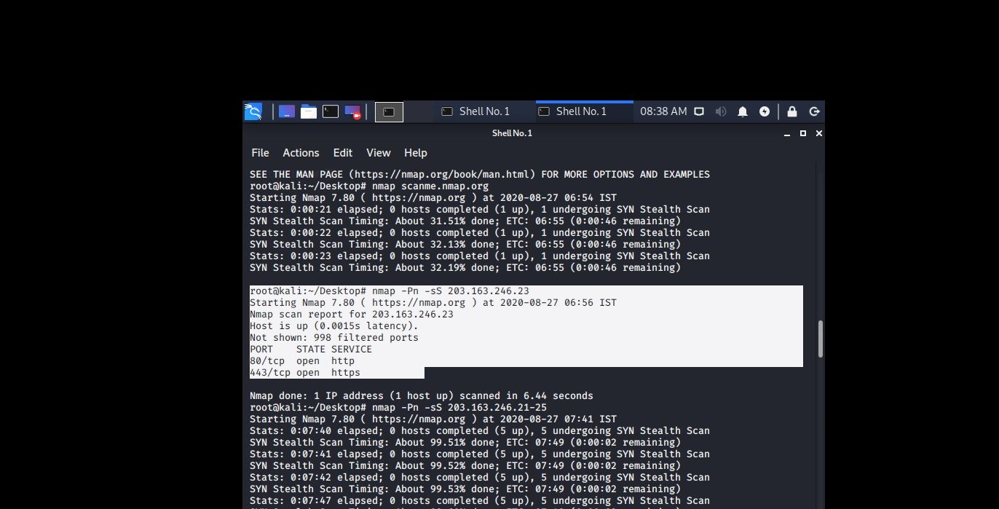 Shell No. 1
Shell No. 1
08:38 AM
Shell No. 1
File Actions Edit View Help
SEE THE MAN PAGE (https://nmap.org/book/man.html) FOR MORE OPTIONS AND EXAMPLES
root@kali:~/Desktop# nmap scanme.nmap.org
Starting Nmap 7.80 ( https://nmap.org ) at 2020-08-27 06:54 IST
Stats: 0:00:21 elapsed; 0 hosts completed (1 up), 1 undergoing SYN Stealth Scan
SYN Stealth Scan Timing: About 31.51% done; ETC: 06:55 (0:00:46 remaining)
Stats: 0:00:22 elapsed; 0 hosts completed (1 up), 1 undergoing SYN Stealth Scan
SYN Stealth Scan Timing: About 32.13% done; ETC: 06:55 (0:00:46 remaining)
Stats: 0:00:23 elapsed; 0 hosts completed (1 up), 1 undergoing SYN Stealth Scan
SYN Stealth Scan Timing: About 32.19% done; ETC: 06:55 (0:00:46 remaining)
root@kali:~/Desktop# nmap -Pn -sS 203.163.246.23
Starting Nmap 7.80 ( https://nmap.org ) at 2020-08-27 06:56 IST
Nmap scan report for 203.163.246.23
Host is up (0.0015s latency).
Not shown: 998 filtered ports
PORT    STATE SERVICE
80/tcp  open  http
443/tcp open  https
Nmap done: 1 IP address (1 host up) scanned in 6.44 seconds
root@kali:~/Desktop# nmap -Pn -sS 203.163.246.21-25
Starting Nmap 7.80 ( https://nmap.org ) at 2020-08-27 07:41 IST
Stats: 0:07:40 elapsed; 0 hosts completed (5 up), 5 undergoing SYN Stealth Scan
SYN Stealth Scan Timing: About 99.51% done; ETC: 07:49 (0:00:02 remaining)
Stats: 0:07:41 elapsed; 0 hosts completed (5 up), 5 undergoing SYN Stealth Scan
SYN Stealth Scan Timing: About 99.52% done; ETC: 07:49 (0:00:02 remaining)
Stats: 0:07:42 elapsed; 0 hosts completed (5 up), 5 undergoing SYN Stealth Scan
SYN Stealth Scan Timing: About 99.53% done; ETC: 07:49 (0:00:02 remaining)
Stats: 0:07:47 elapsed; 0 hosts completed (5 up), 5 undergoing SYN Stealth Scan